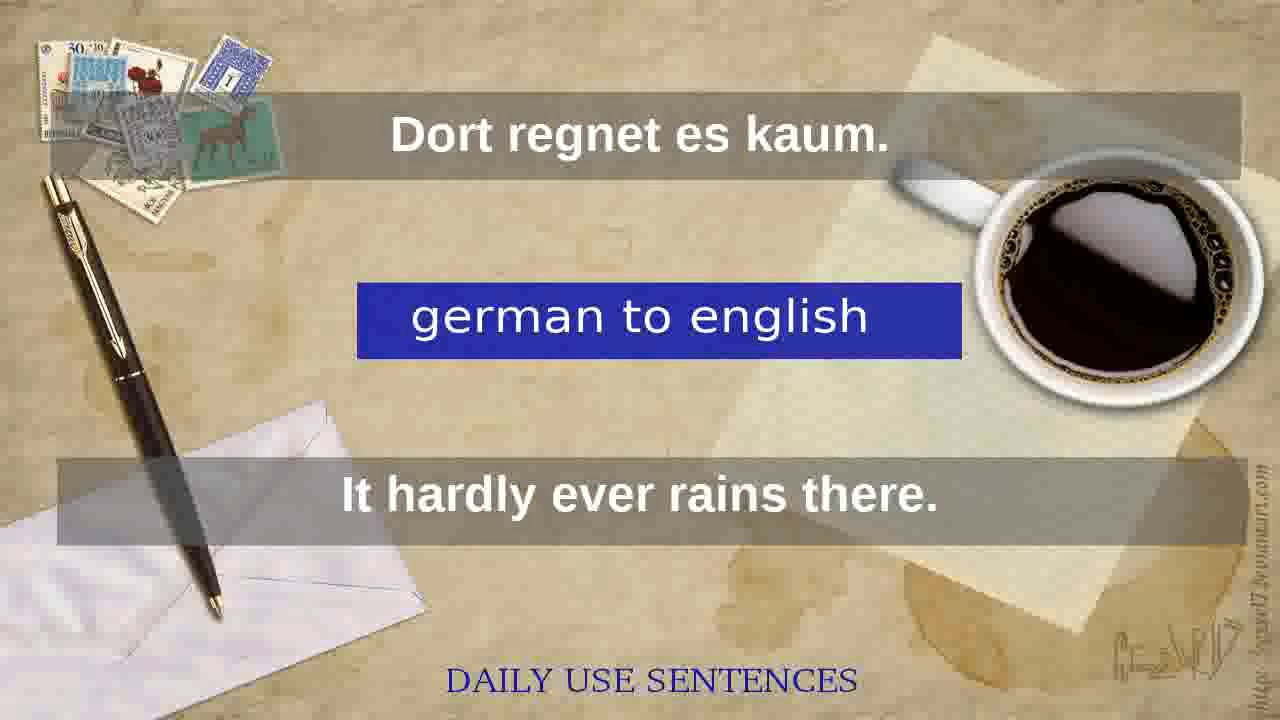 Dort regnet es kaum.
german to english
It hardly ever rains there.
DAILY USE SENTENCES